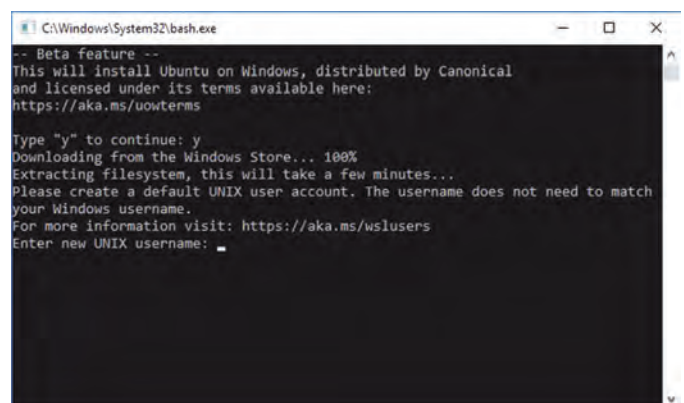 C:\Windows\System32\bash.exe
-- Beta feature --
This will install Ubuntu on Windows, distributed by Canonical
and licensed under its terms available here:
https://aka.ms/uowterms
Type "y" to continue: y
Downloading from the Windows Store... 100%
Extracting filesystem, this will take a few minutes...
Please create a default UNIX user account. The username does not need to match
your Windows username.
For more information visit: https://aka.ms/wslusers
Enter new UNIX username: